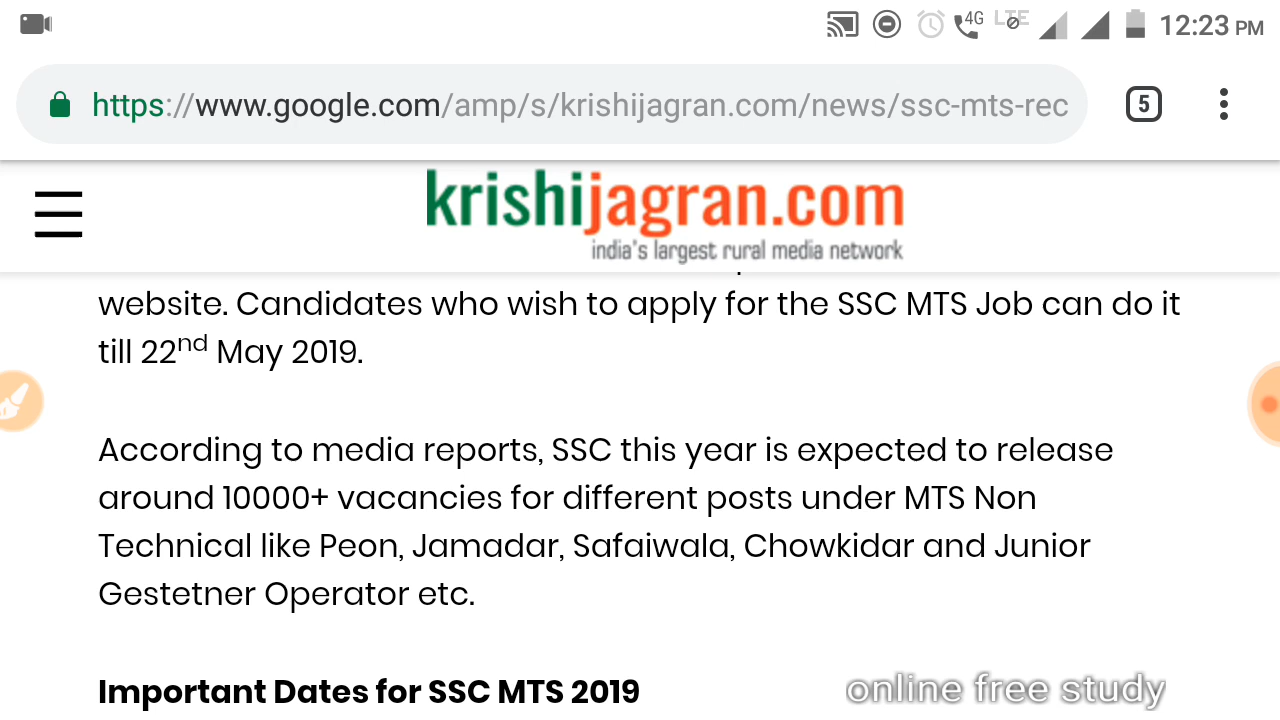 4G LTE 12:23 PM
https://www.google.com/amp/s/krishijagran.com/news/ssc-mts-rec
5
krishijagran.com
india's largest rural media network
website. Candidates who wish to apply for the SSC MTS Job can do it
till 22nd May 2019.
According to media reports, SSC this year is expected to release
around 10000+ vacancies for different posts under MTS Non
Technical like Peon, Jamadar, Safaiwala, Chowkidar and Junior
Gestetner Operator etc.
Important Dates for SSC MTS 2019
online free study